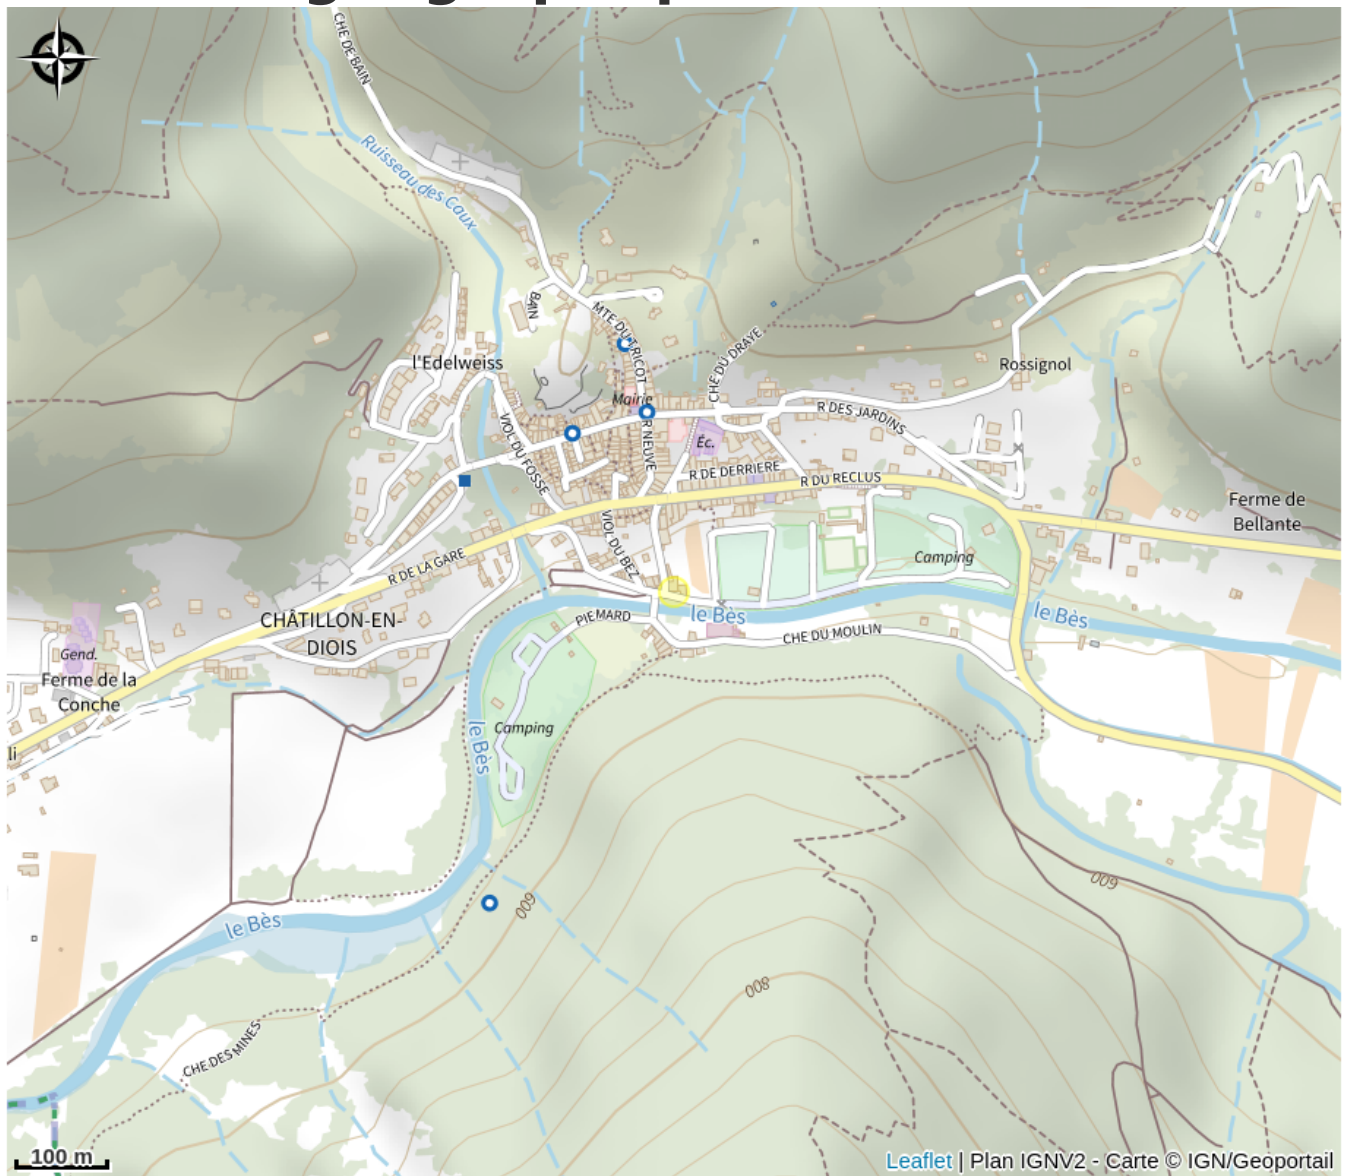 CHE DE BAIN
Ruisseau des Caux
BAIN
MTE DU TRICOT
l'Edelweiss
CHE DU DRAYE
Rossignol
Mairie
R DES JARDINS
VIOL DU FOSSE
R NEUVE
Éc.
R DE DERRIERE
R DU RECLUS
Ferme de
Bellante
VIOL DU BEZ
R DE LA GARE
Camping
CHÂTILLON-EN-
DIOIS
PIEMARD
le Bès
le Bès
CHE DU MOULIN
Gend.
Ferme de la
Conche
Camping
le Bès
li
600
600
le Bès
800
CHE DES MINES
100 m
Leaflet | Plan IGNV2 - Carte © IGN/Geoportail